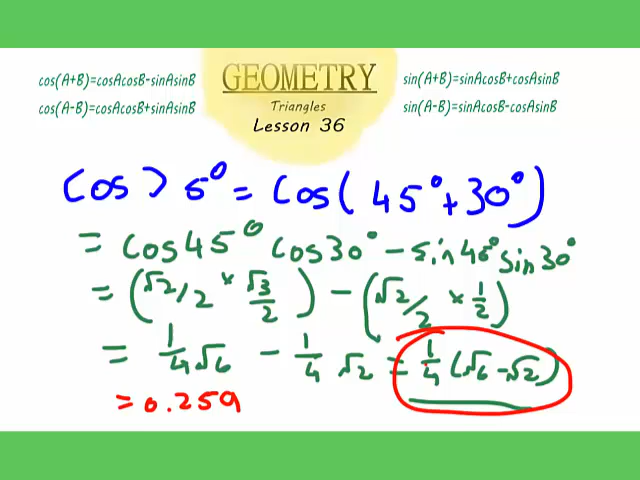 cos(A+B)=cosAcosB-sinAsinB
cos(A-B)=cosAcosB+sinAsinB
GEOMETRY
Triangles
Lesson 36
sin(A+B)=sinAcosB+cosAsinB
sin(A-B)=sinAcosB-cosAsinB
Cos 75° = Cos(45°+30°)
= Cos45° Cos30° - Sin45° Sin30°
= (√2/2 × √3/2) - (√2/2 × 1/2)
= 1/4 √6 - 1/4 √2 = 1/4 (√6 - √2)
= 0.259